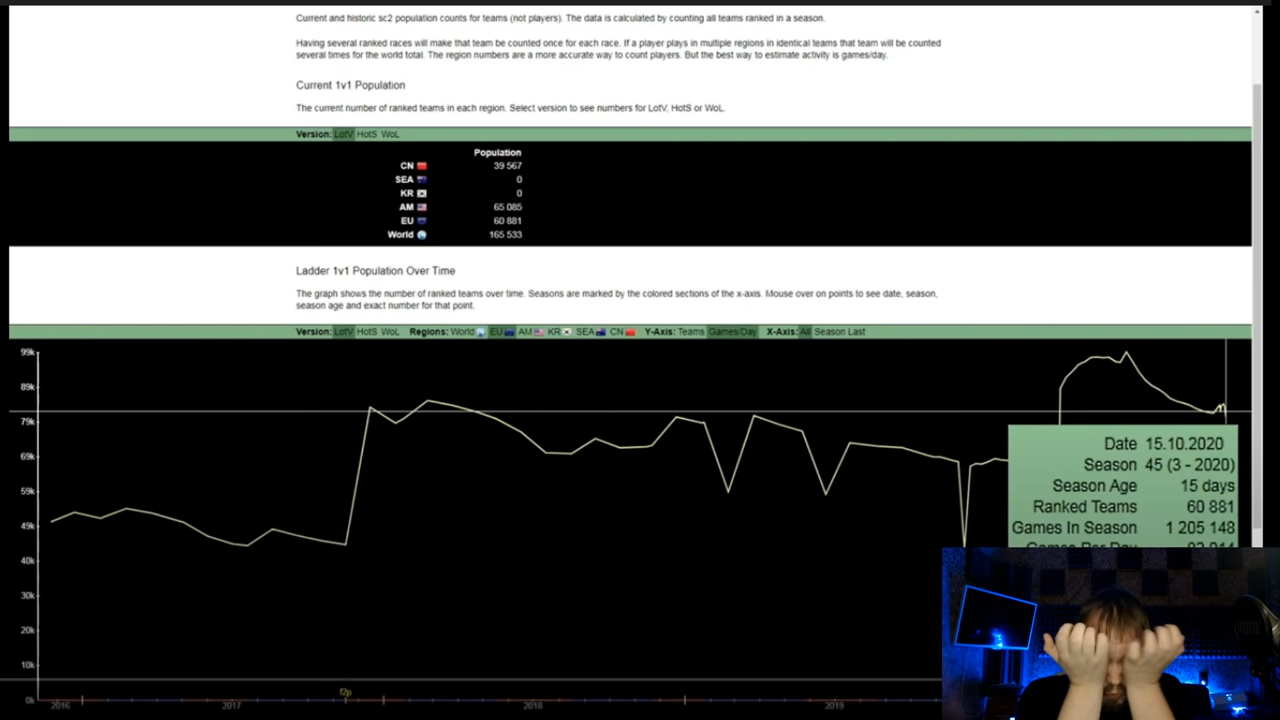 Current and historic sc2 population counts for teams (not players). The data is calculated by counting all teams ranked in a season.
Having several ranked races will make that team be counted once for each race. If a player plays in multiple regions in identical teams that team will be counted
several times for the world total. The region numbers are a more accurate way to count players. But the best way to estimate activity is games/day.
Current 1v1 Population
The current number of ranked teams in each region. Select version to see numbers for LotV, HotS or WoL.
Version: LotV HotS WoL
Population
CN 39 567
SEA 0
KR 0
AM 65 085
EU 60 881
World 165 533
Ladder 1v1 Population Over Time
The graph shows the number of ranked teams over time. Seasons are marked by the colored sections of the x-axis. Mouse over on points to see date, season,
season age and exact number for that point.
Version: LotV HotS WoL Regions: World EU AM KR SEA CN Y-Axis: Teams Games/Day X-Axis: All Season Last
99k
89k
79k
69k
59k
49k
40k
30k
20k
10k
0k
Date 15.10.2020
Season 45 (3 - 2020)
Season Age 15 days
Ranked Teams 60 881
Games In Season 1 205 148
Games Per Day
f2p
2016 2017 2018 2019